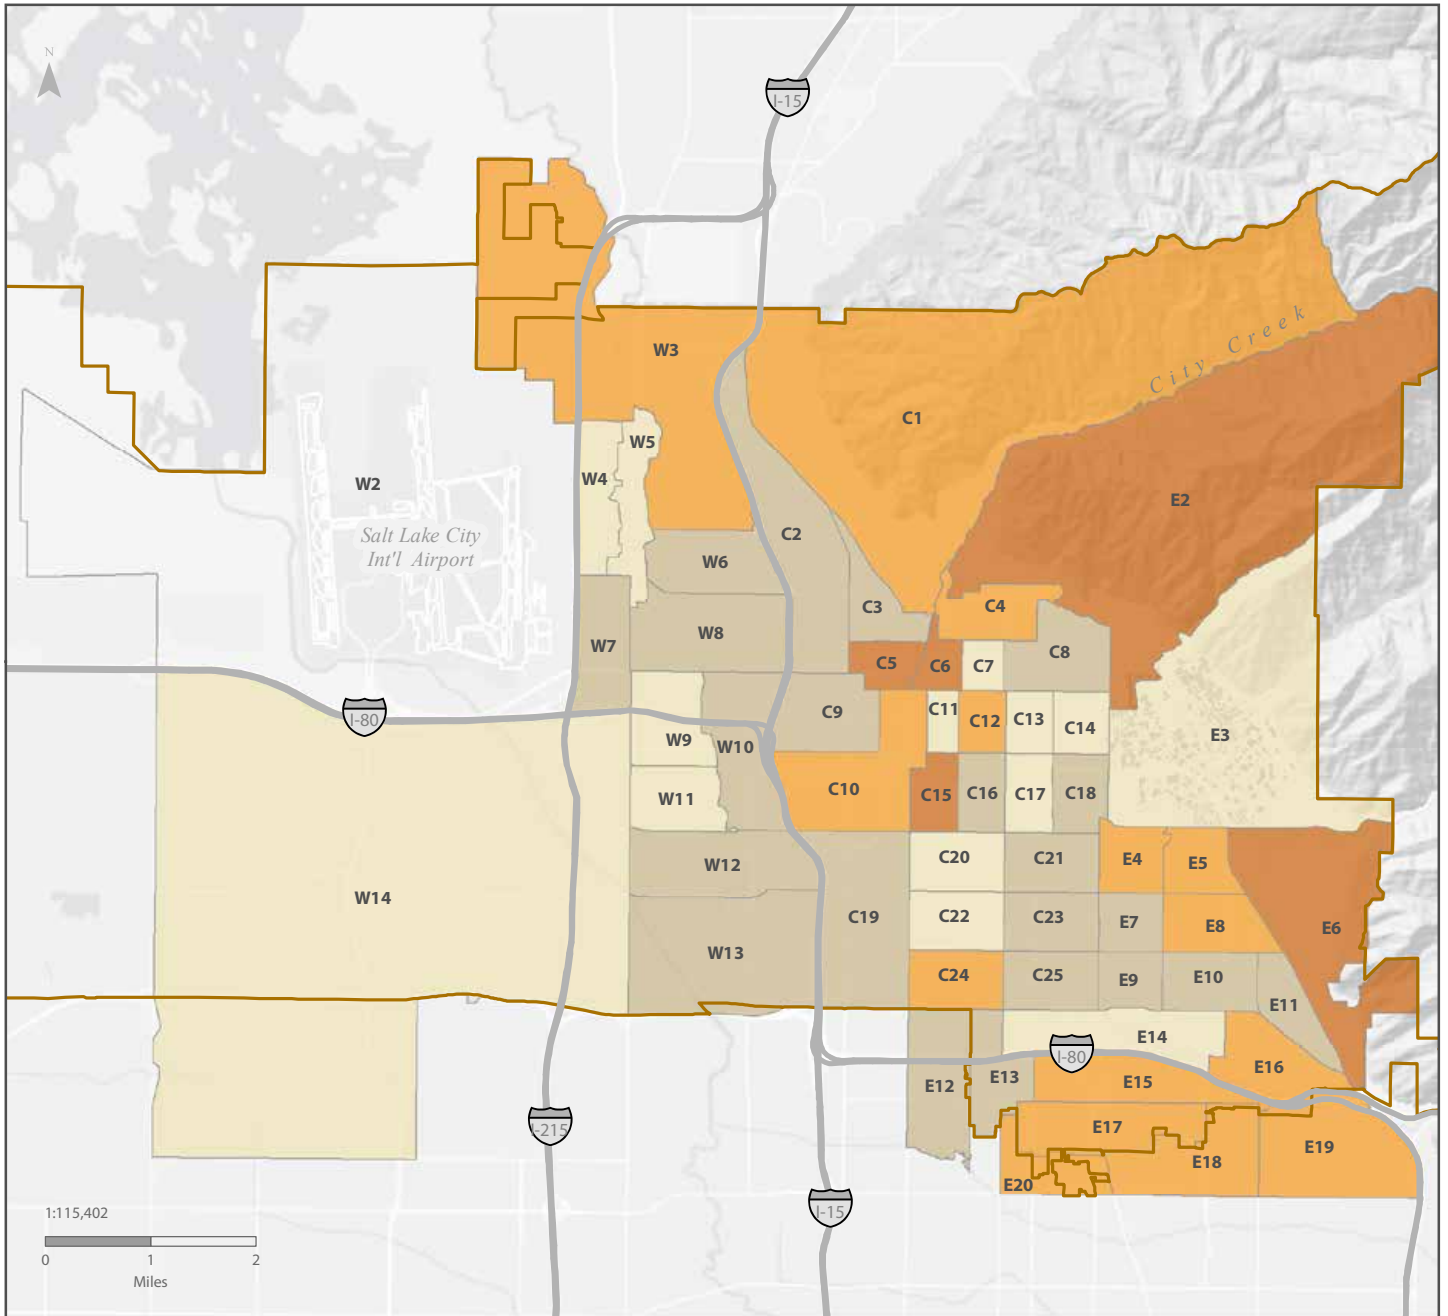 N
I-15
City Creek
W3
C1
W5
W4
W2
E2
Salt Lake City
Int'l Airport
C2
W6
C3
C4
W8
W7
C8
C5
C6
C7
I-80
C9
C11
C12
C13
C14
E3
W9
W10
W11
C10
C15
C16
C17
C18
W12
C20
C21
E4
E5
W14
C19
C22
C23
E7
E8
E6
W13
C24
C25
E9
E10
E11
E14
I-80
E12
E13
E15
E16
I-215
E17
E18
E19
E20
I-15
1:115,402
0 1 2
Miles